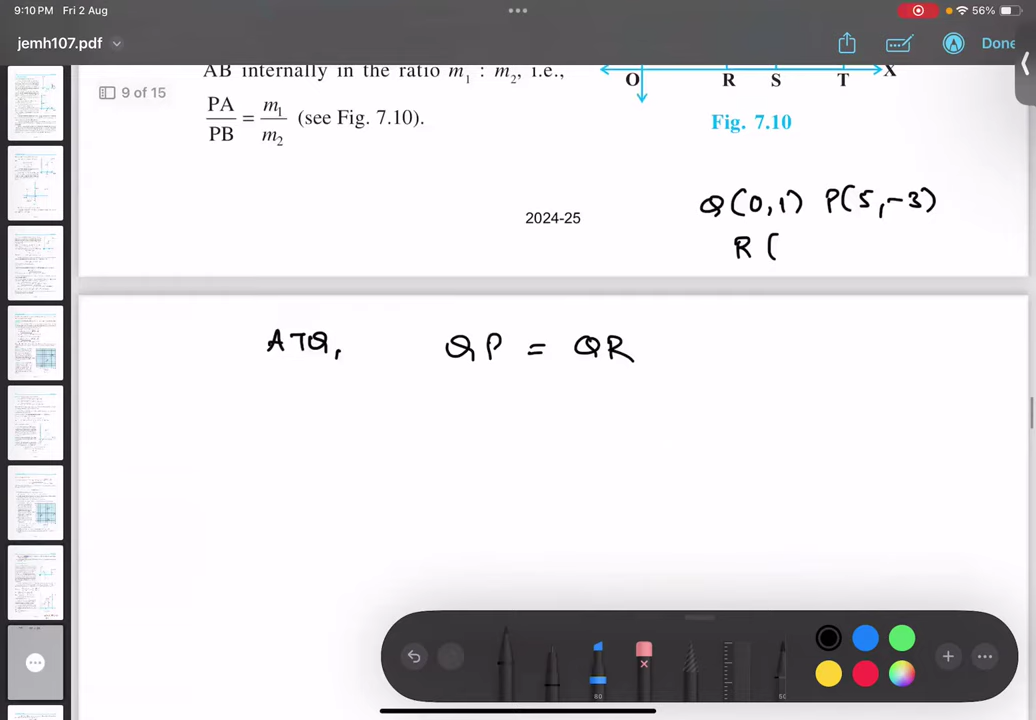 9:10 PM Fri 2 Aug
56%
jemh107.pdf
Done
9 of 15
AB internally in the ratio m₁ : m₂, i.e.,
PA/PB = m₁/m₂ (see Fig. 7.10).
O R S T X
Fig. 7.10
2024-25
Q(0,1) P(5,-3)
R (
ATQ, QP = QR
80
50